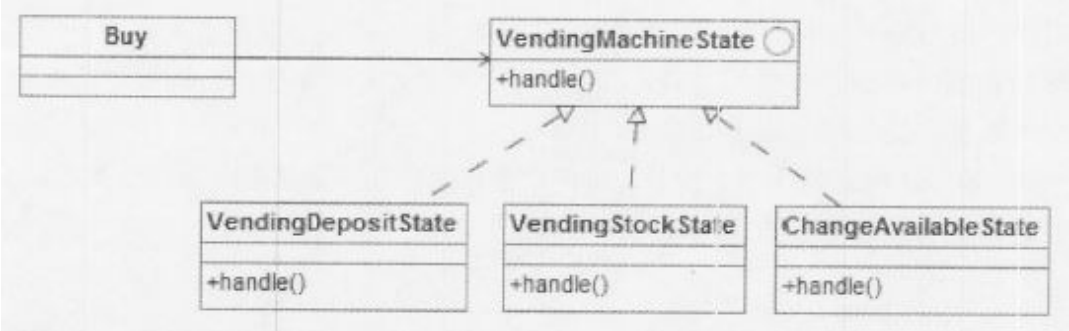 Buy
VendingMachineState
+handle()
VendingDepositState
VendingStockState
ChangeAvailableState
+handle()
+handle()
+handle()